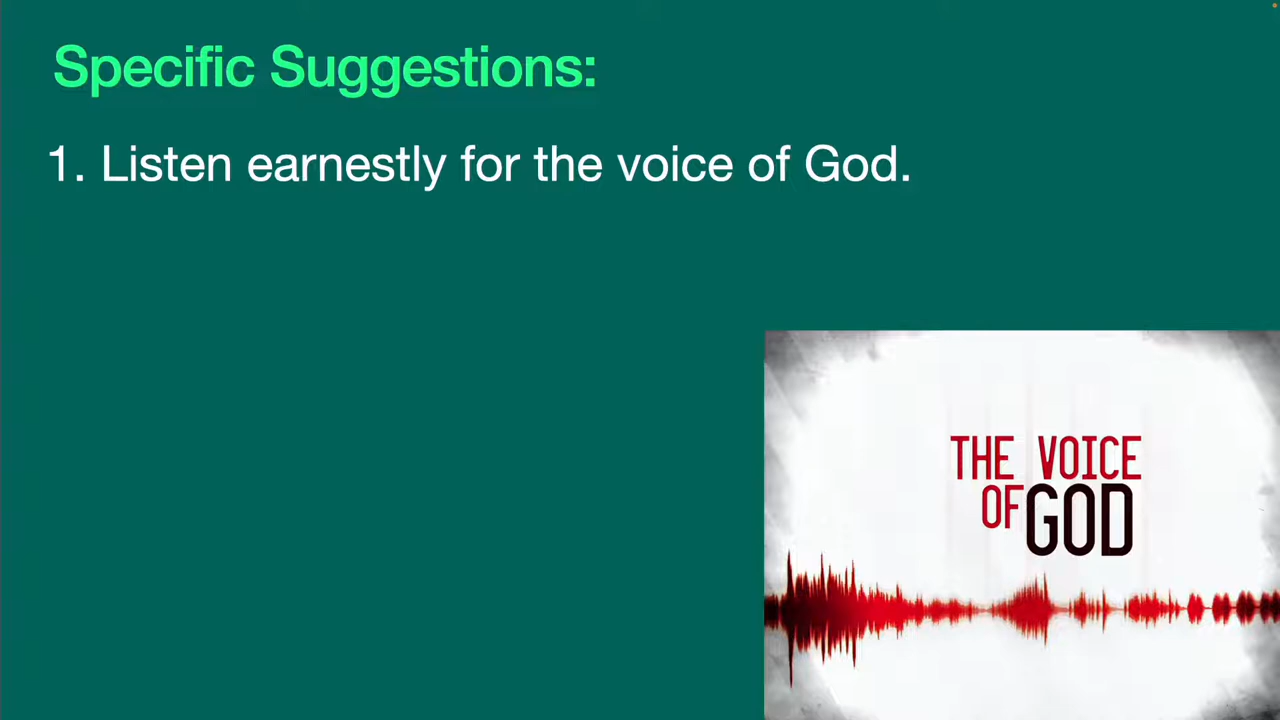 Specific Suggestions:
1. Listen earnestly for the voice of God.
THE VOICE
OF GOD